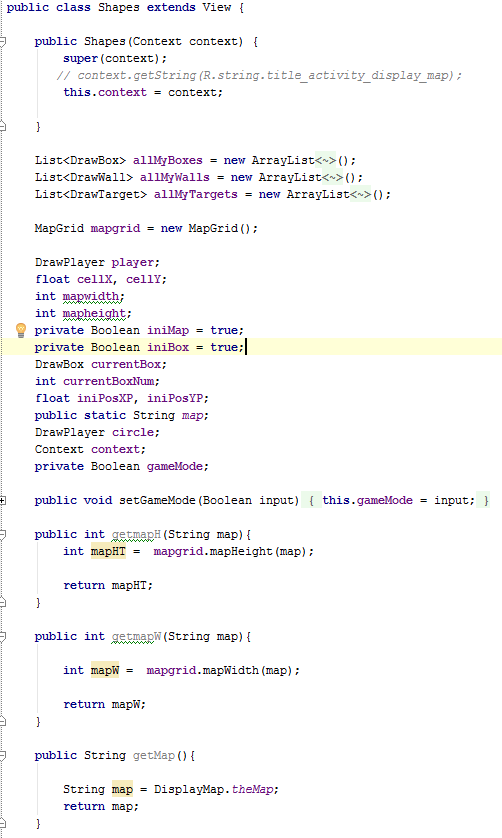 public class Shapes extends View {
public Shapes(Context context) {
super(context);
// context.getString(R.string.title_activity_display_map);
this.context = context;
}
List<DrawBox> allMyBoxes = new ArrayList<~>();
List<DrawWall> allMyWalls = new ArrayList<~>();
List<DrawTarget> allMyTargets = new ArrayList<~>();
MapGrid mapgrid = new MapGrid();
DrawPlayer player;
float cellX, cellY;
int mapwidth;
int mapheight;
private Boolean iniMap = true;
private Boolean iniBox = true;
DrawBox currentBox;
int currentBoxNum;
float iniPosXP, iniPosYP;
public static String map;
DrawPlayer circle;
Context context;
private Boolean gameMode;
public void setGameMode(Boolean input) { this.gameMode = input; }
public int getmapH(String map){
int mapHT =  mapgrid.mapHeight(map);
return mapHT;
}
public int getmapW(String map){
int mapW =  mapgrid.mapWidth(map);
return mapW;
}
public String getMap(){
String map = DisplayMap.theMap;
return map;
}